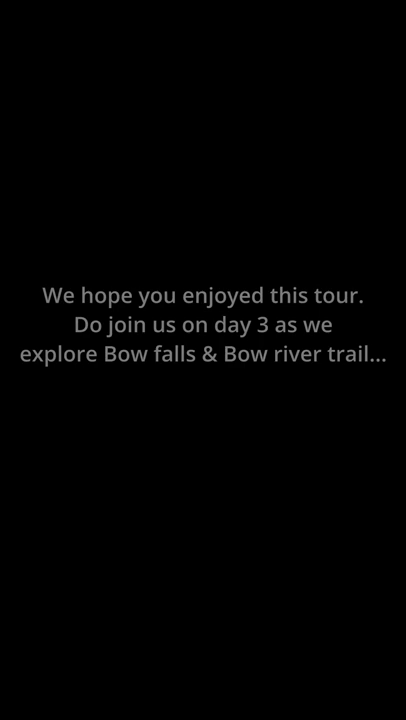 We hope you enjoyed this tour.
Do join us on day 3 as we
explore Bow falls & Bow river trail...